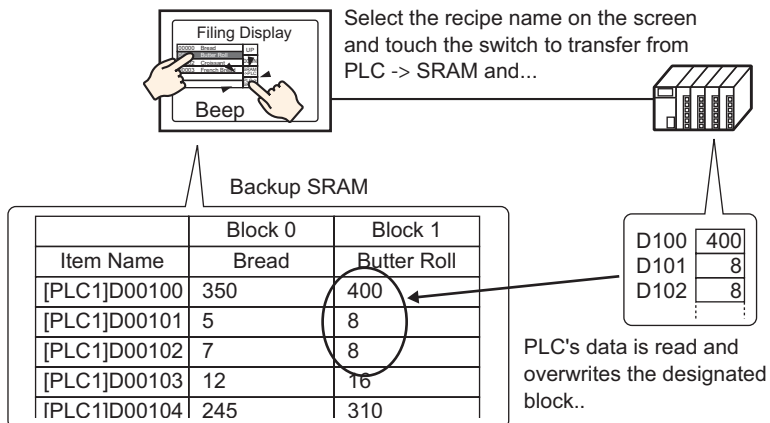 Filing Display
00000 Bread
UP
Butter Roll
Croissant
00003 French Bread
Beep
Select the recipe name on the screen
and touch the switch to transfer from
PLC -> SRAM and...
Backup SRAM
Block 0 Block 1
Item Name Bread Butter Roll
[PLC1]D00100 350 400
[PLC1]D00101 5 8
[PLC1]D00102 7 8
[PLC1]D00103 12 16
[PLC1]D00104 245 310
D100 400
D101 8
D102 8
PLC's data is read and
overwrites the designated
block..